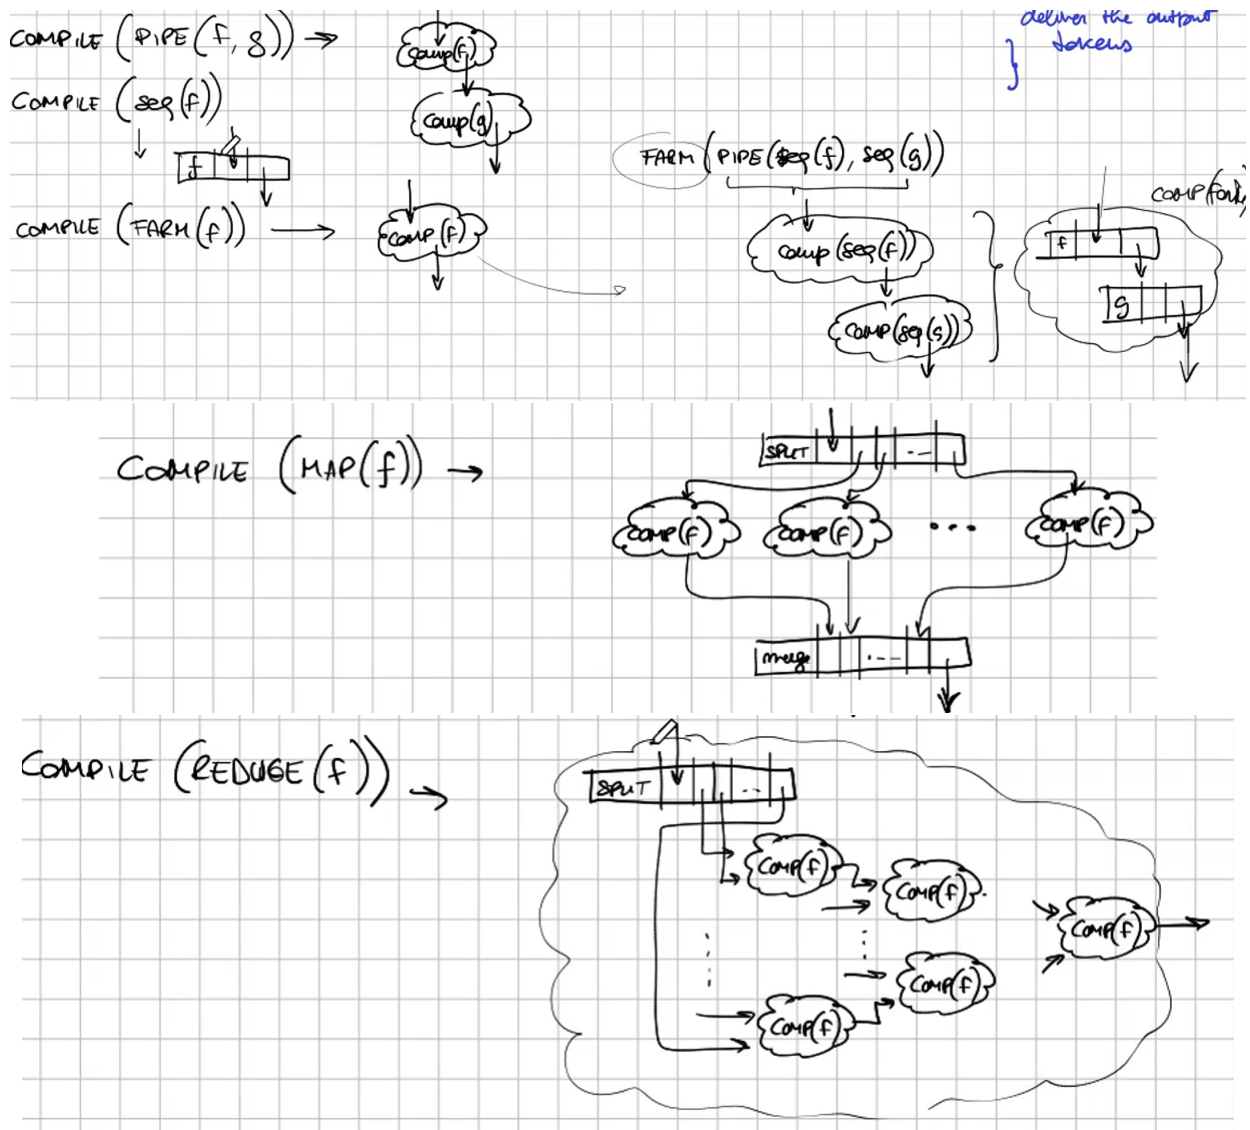 deliver the output
tokens
COMPILE (PIPE(f, g)) →
comp(f)
comp(g)
COMPILE (seq(f))
f
COMPILE (FARM(f)) →
comp(f)
FARM (PIPE(seq(f), seq(g))
comp (seq(f))
comp(seq(g))
f
g
COMPILE (MAP(f)) →
SPLIT
...
comp(f)
comp(f)
...
comp(f)
merge
...
COMPILE (REDUCE(f)) →
SPLIT
...
comp(f)
comp(f)
comp(f)
comp(f)
comp(f)